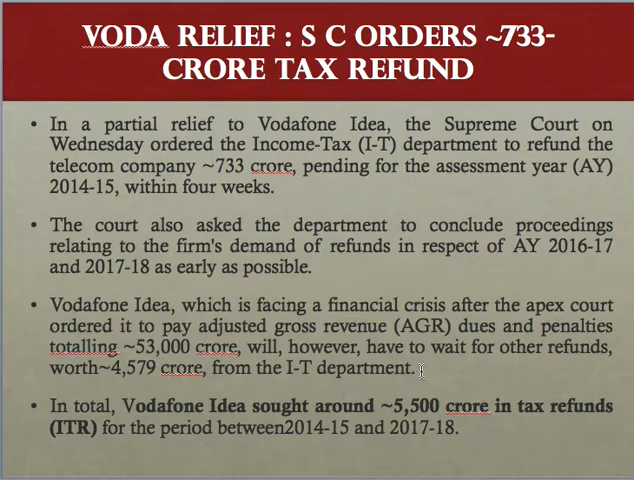 VODA RELIEF : S C ORDERS ~733-
CRORE TAX REFUND
• In a partial relief to Vodafone Idea, the Supreme Court on
Wednesday ordered the Income-Tax (I-T) department to refund the
telecom company ~733 crore, pending for the assessment year (AY)
2014-15, within four weeks.
• The court also asked the department to conclude proceedings
relating to the firm's demand of refunds in respect of AY 2016-17
and 2017-18 as early as possible.
• Vodafone Idea, which is facing a financial crisis after the apex court
ordered it to pay adjusted gross revenue (AGR) dues and penalties
totalling ~53,000 crore, will, however, have to wait for other refunds,
worth~4,579 crore, from the I-T department.
• In total, Vodafone Idea sought around ~5,500 crore in tax refunds
(ITR) for the period between2014-15 and 2017-18.